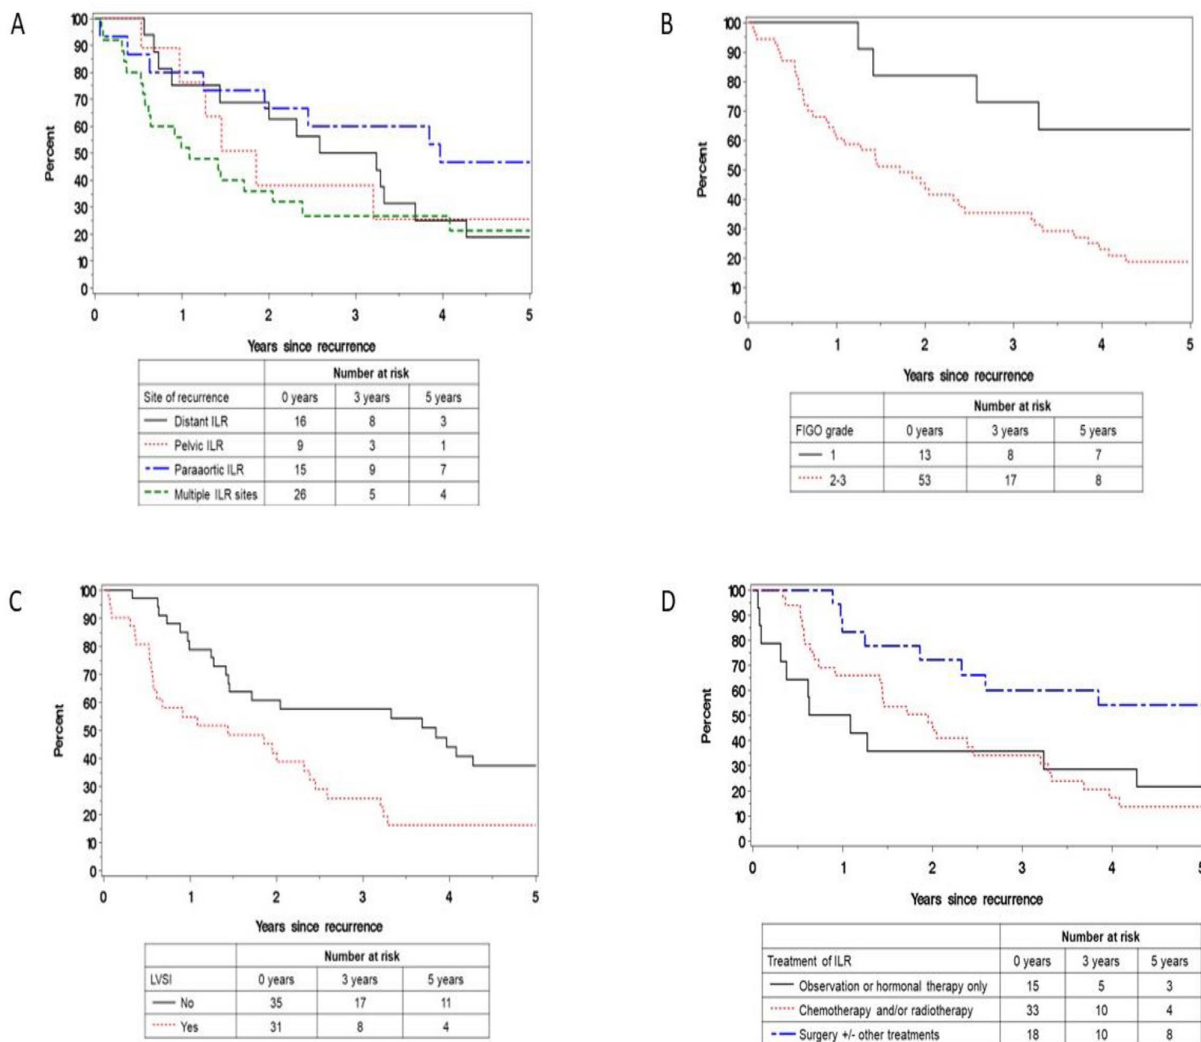 A
100
90
80
70
60
50
40
30
20
10
0
Percent
0 1 2 3 4 5
Years since recurrence
Number at risk
Site of recurrence 0 years 3 years 5 years
Distant ILR 16 8 3
Pelvic ILR 9 3 1
Paraaortic ILR 15 9 7
Multiple ILR sites 26 5 4
B
100
90
80
70
60
50
40
30
20
10
0
Percent
0 1 2 3 4 5
Years since recurrence
Number at risk
FIGO grade 0 years 3 years 5 years
1 13 8 7
2-3 53 17 8
C
100
90
80
70
60
50
40
30
20
10
0
Percent
0 1 2 3 4 5
Years since recurrence
Number at risk
LVSI 0 years 3 years 5 years
No 35 17 11
Yes 31 8 4
D
100
90
80
70
60
50
40
30
20
10
0
Percent
0 1 2 3 4 5
Years since recurrence
Number at risk
Treatment of ILR 0 years 3 years 5 years
Observation or hormonal therapy only 15 5 3
Chemotherapy and/or radiotherapy 33 10 4
Surgery +/- other treatments 18 10 8